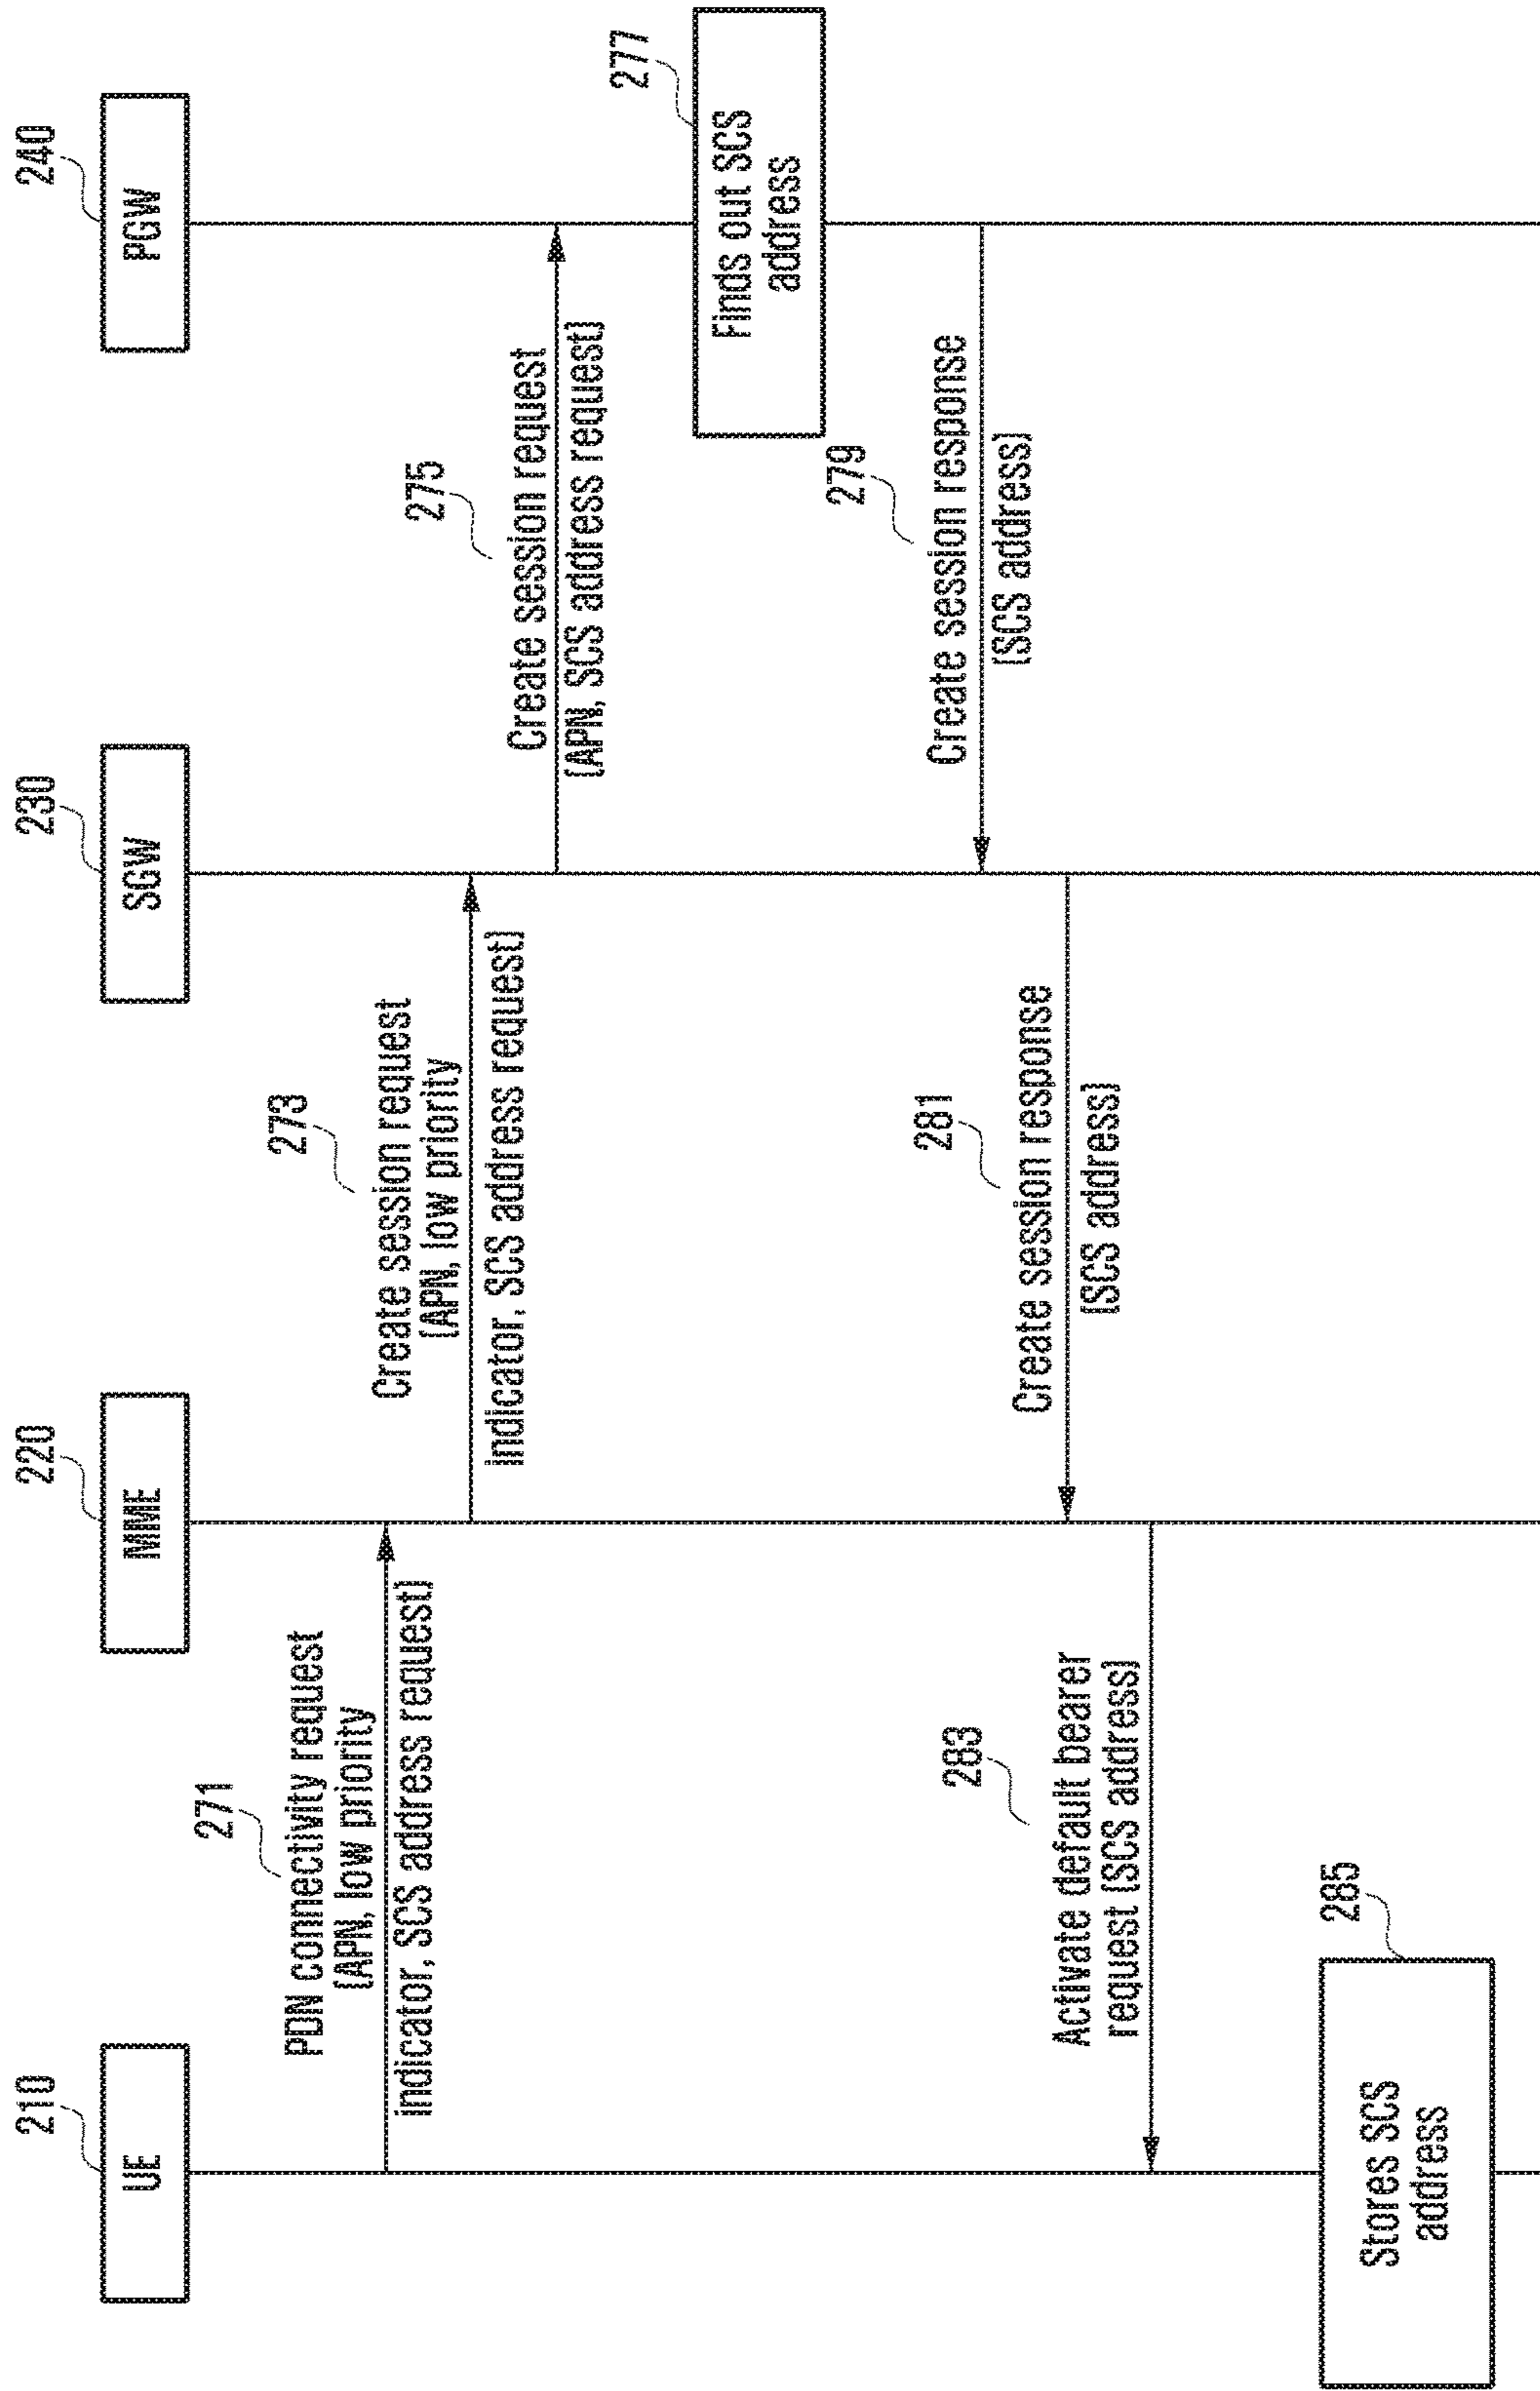 210
220
230
240
UE
MME
SGW
PGW
271
PDN connectivity request
(APN, low priority
indicator, SCS address request)
273
Create session request
(APN, low priority
indicator, SCS address request)
275
Create session request
(APN, SCS address request)
277
Finds out SCS
address
279
Create session response
(SCS address)
281
Create session response
(SCS address)
283
Activate default bearer
request (SCS address)
285
Stores SCS
address